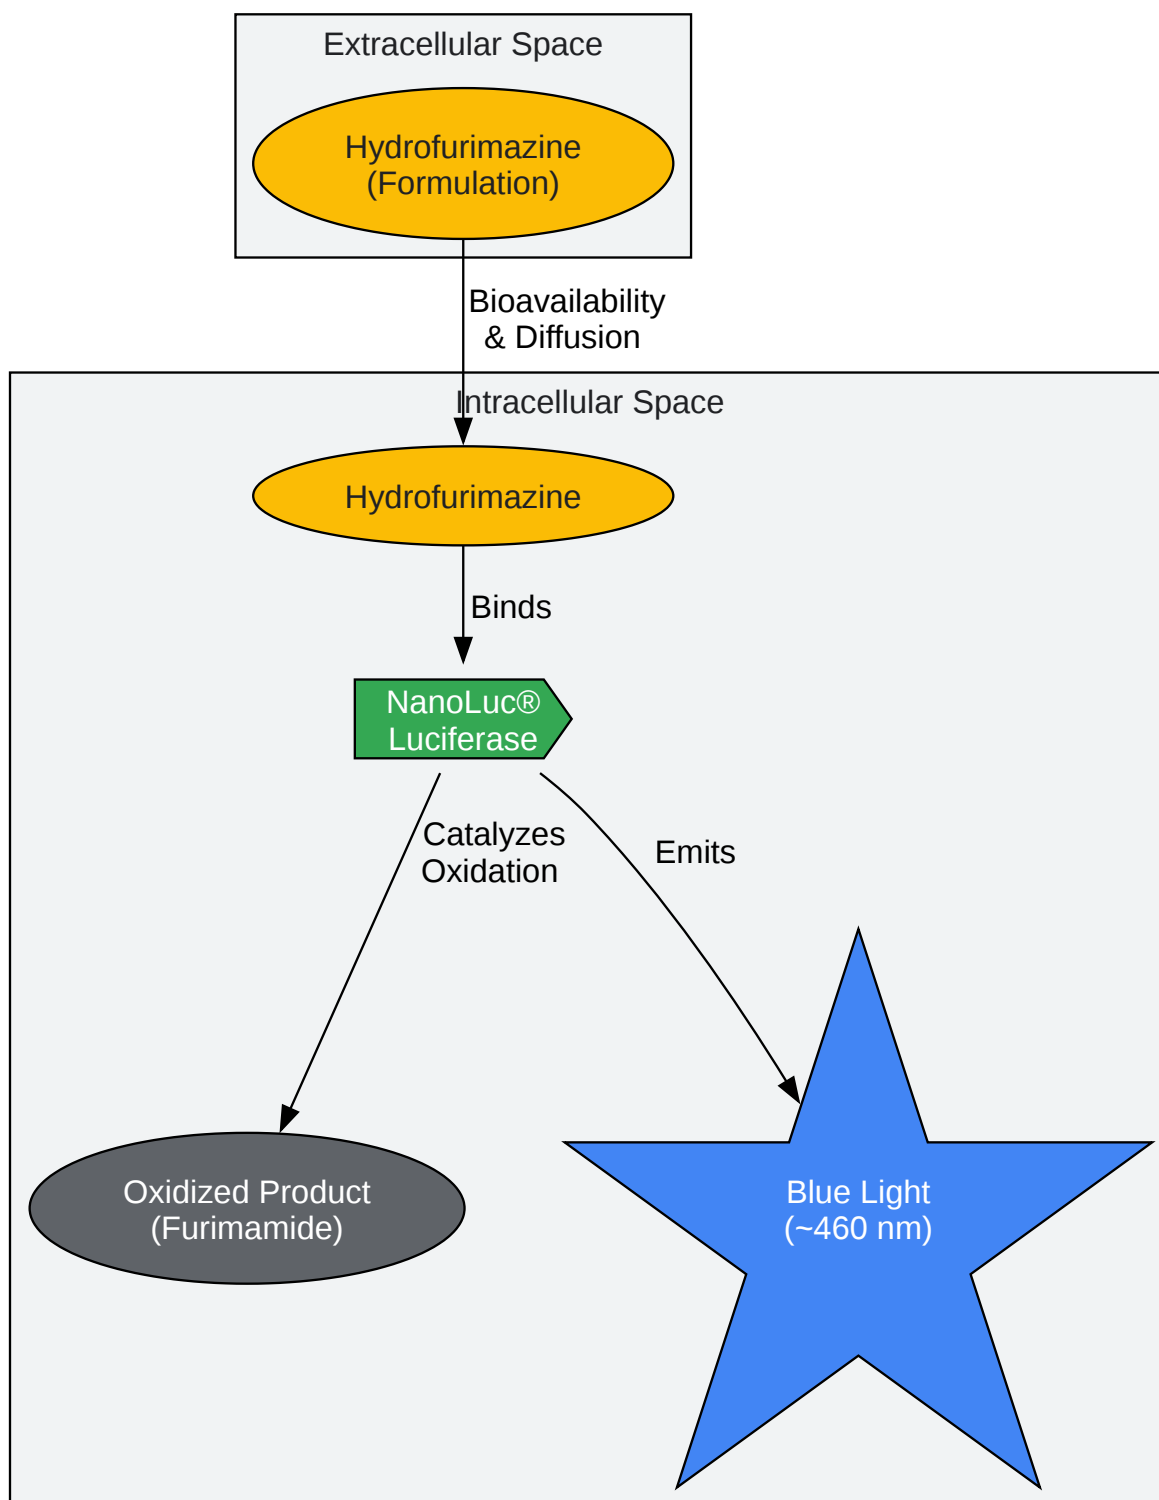 Extracellular Space
Hydrofurimazine
(Formulation)
Bioavailability
& Diffusion
Intracellular Space
Hydrofurimazine
Binds
NanoLuc®
Luciferase
Catalyzes
Oxidation
Emits
Oxidized Product
(Furimamide)
Blue Light
(~460 nm)